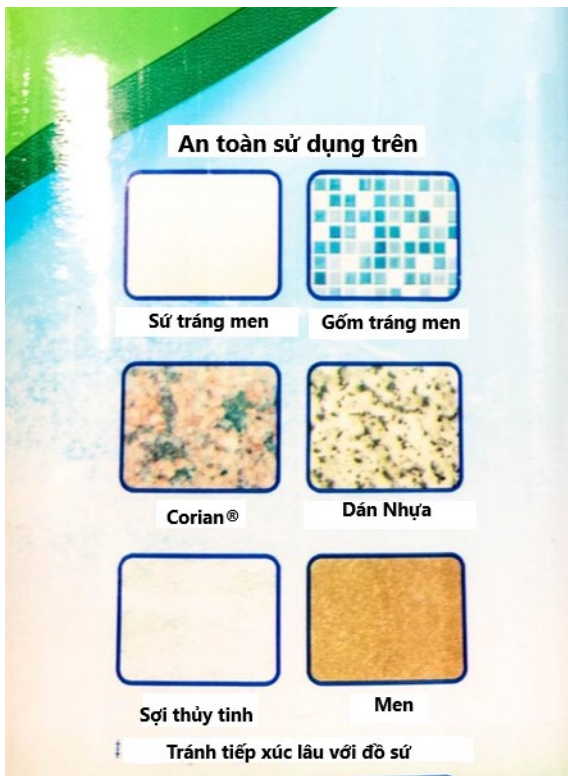 An toàn sử dụng trên
Sứ tráng men
Gốm tráng men
Corian®
Dán Nhựa
Sợi thủy tinh
Men
‡ Tránh tiếp xúc lâu với đồ sứ